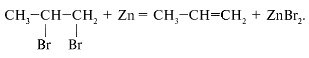 CH₃–CH–CH₂ + Zn = CH₃–CH=CH₂ + ZnBr₂.
| |
Br Br